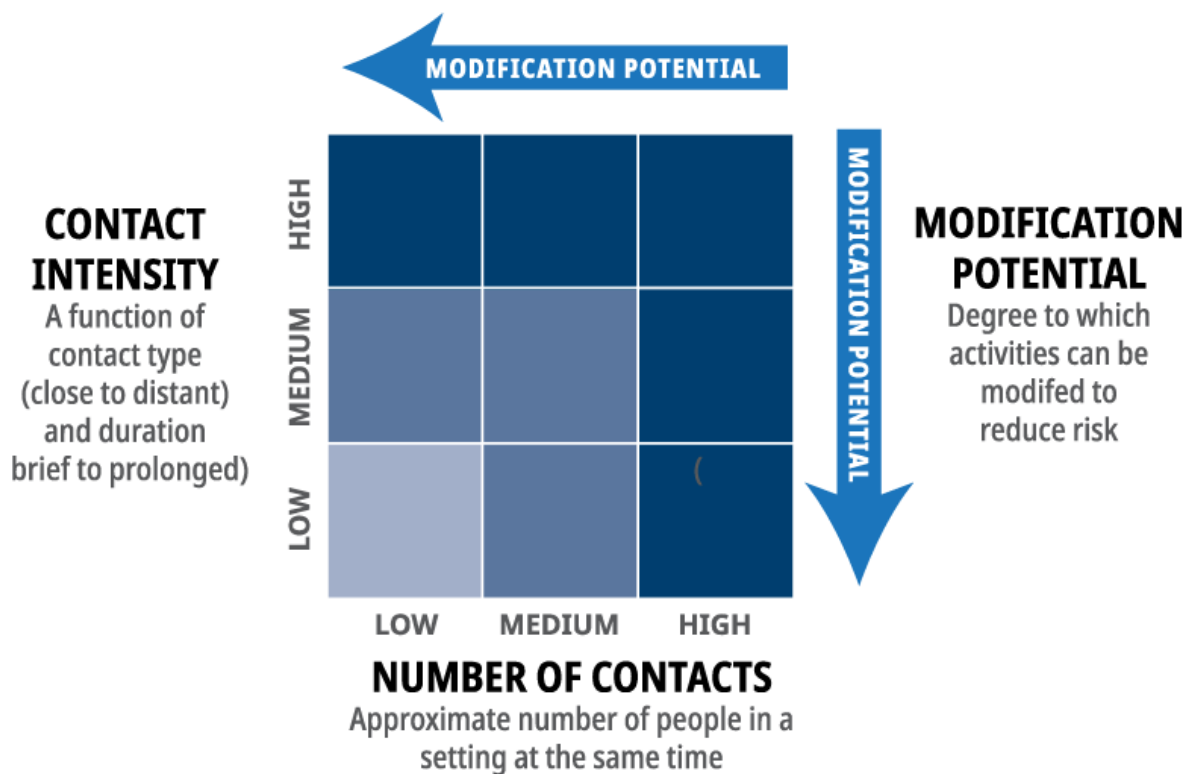 MODIFICATION POTENTIAL
CONTACT
INTENSITY
A function of
contact type
(close to distant)
and duration
brief to prolonged)
HIGH
MEDIUM
LOW
(
MODIFICATION POTENTIAL
MODIFICATION
POTENTIAL
Degree to which
activities can be
modifed to
reduce risk
LOW MEDIUM HIGH
NUMBER OF CONTACTS
Approximate number of people in a
setting at the same time